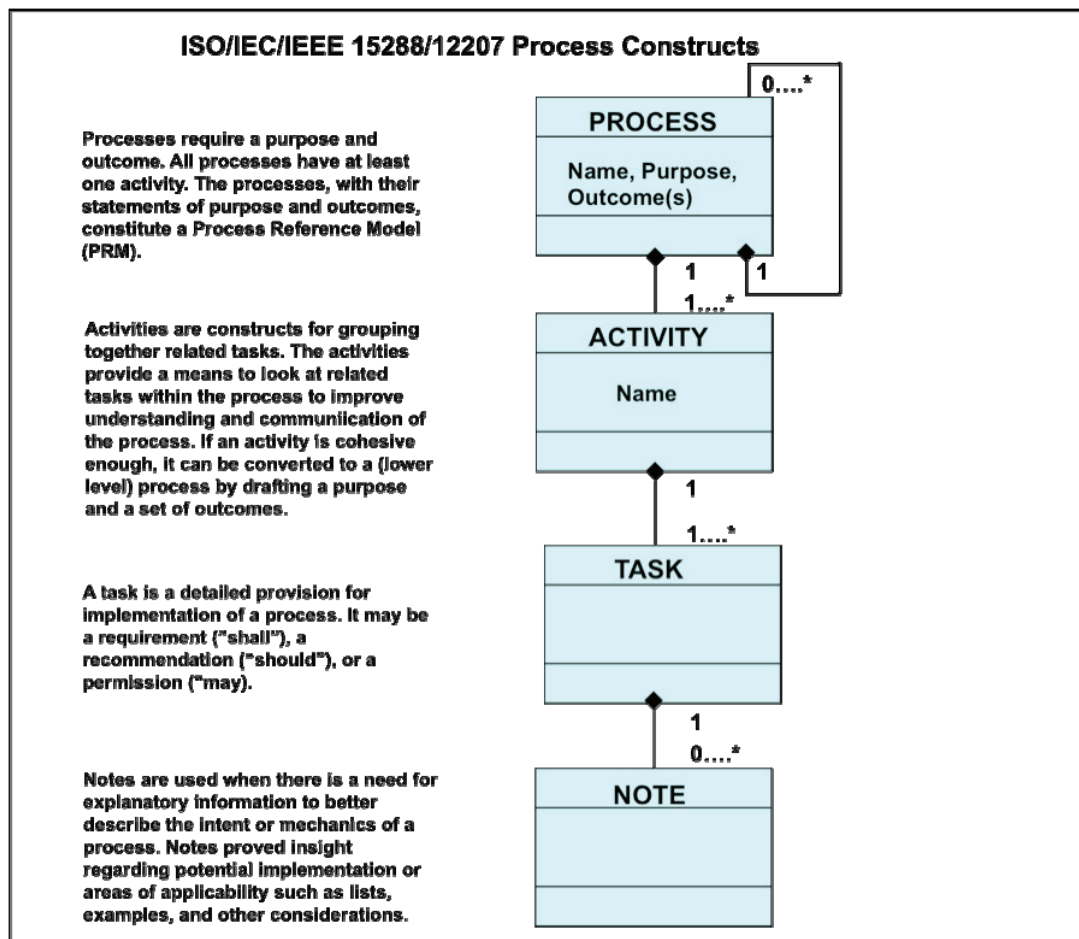 ISO/IEC/IEEE 15288/12207 Process Constructs
0....*
PROCESS
Name, Purpose,
Outcome(s)
1
1
1....*
Processes require a purpose and
outcome. All processes have at least
one activity. The processes, with their
statements of purpose and outcomes,
constitute a Process Reference Model
(PRM).
ACTIVITY
Name
1
1....*
Activities are constructs for grouping
together related tasks. The activities
provide a means to look at related
tasks within the process to improve
understanding and communiication of
the process. If an activity is cohesive
enough, it can be converted to a (lower
level) process by drafting a purpose
and a set of outcomes.
TASK
1
0....*
A task is a detailed provision for
implementation of a process. It may be
a requirement ("shall"), a
recommendation ("should"), or a
permission ("may).
NOTE
Notes are used when there is a need for
explanatory information to better
describe the intent or mechanics of a
process. Notes proved insight
regarding potential implementation or
areas of applicability such as lists,
examples, and other considerations.